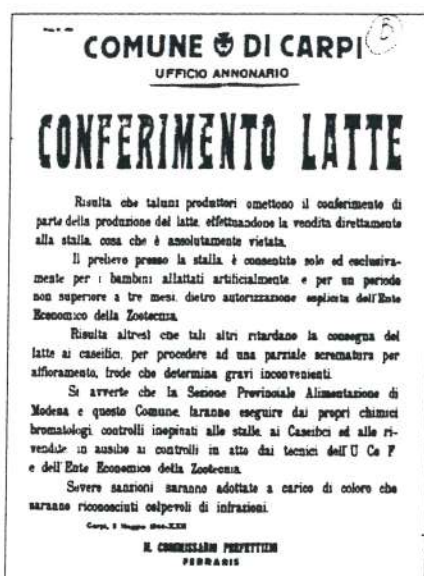 COMUNE DI CARPI
UFFICIO ANNONARIO
CONFERIMENTO LATTE
Risulta che taluni produttori omettono il conferimento di
parte della produzione del latte, effettuandone la vendita direttamente
alla stalla, cosa che è assolutamente vietata.
Il prelievo presso la stalla è consentito solo ed esclusiva-
mente per i bambini allattati artificialmente, e per un periodo
non superiore a tre mesi, dietro autorizzazione esplicita dell'Ente
Economico della Zootecnia.
Risulta altresì che tali altri ritardano la consegna del
latte ai caseifici, per procedere ad una parziale scrematura per
affioramento, frode che determina gravi inconvenienti.
Si avverte che la Sezione Provinciale Alimentazione di
Modena e questo Comune, faranno eseguire dai propri chimici
bromatologi, controlli inopinati alle stalle, ai Caseifici ed alle ri-
vendite in ausilio ai controlli in atto dai tecnici dell'U Ce F
e dell'Ente Economico della Zootecnia.
Severe sanzioni saranno adottate a carico di coloro che
saranno riconosciuti colpevoli di infrazioni.
Carpi, Maggio 1944-XXII
IL COMMISSARIO PREFETTIZIO
FERRARIS